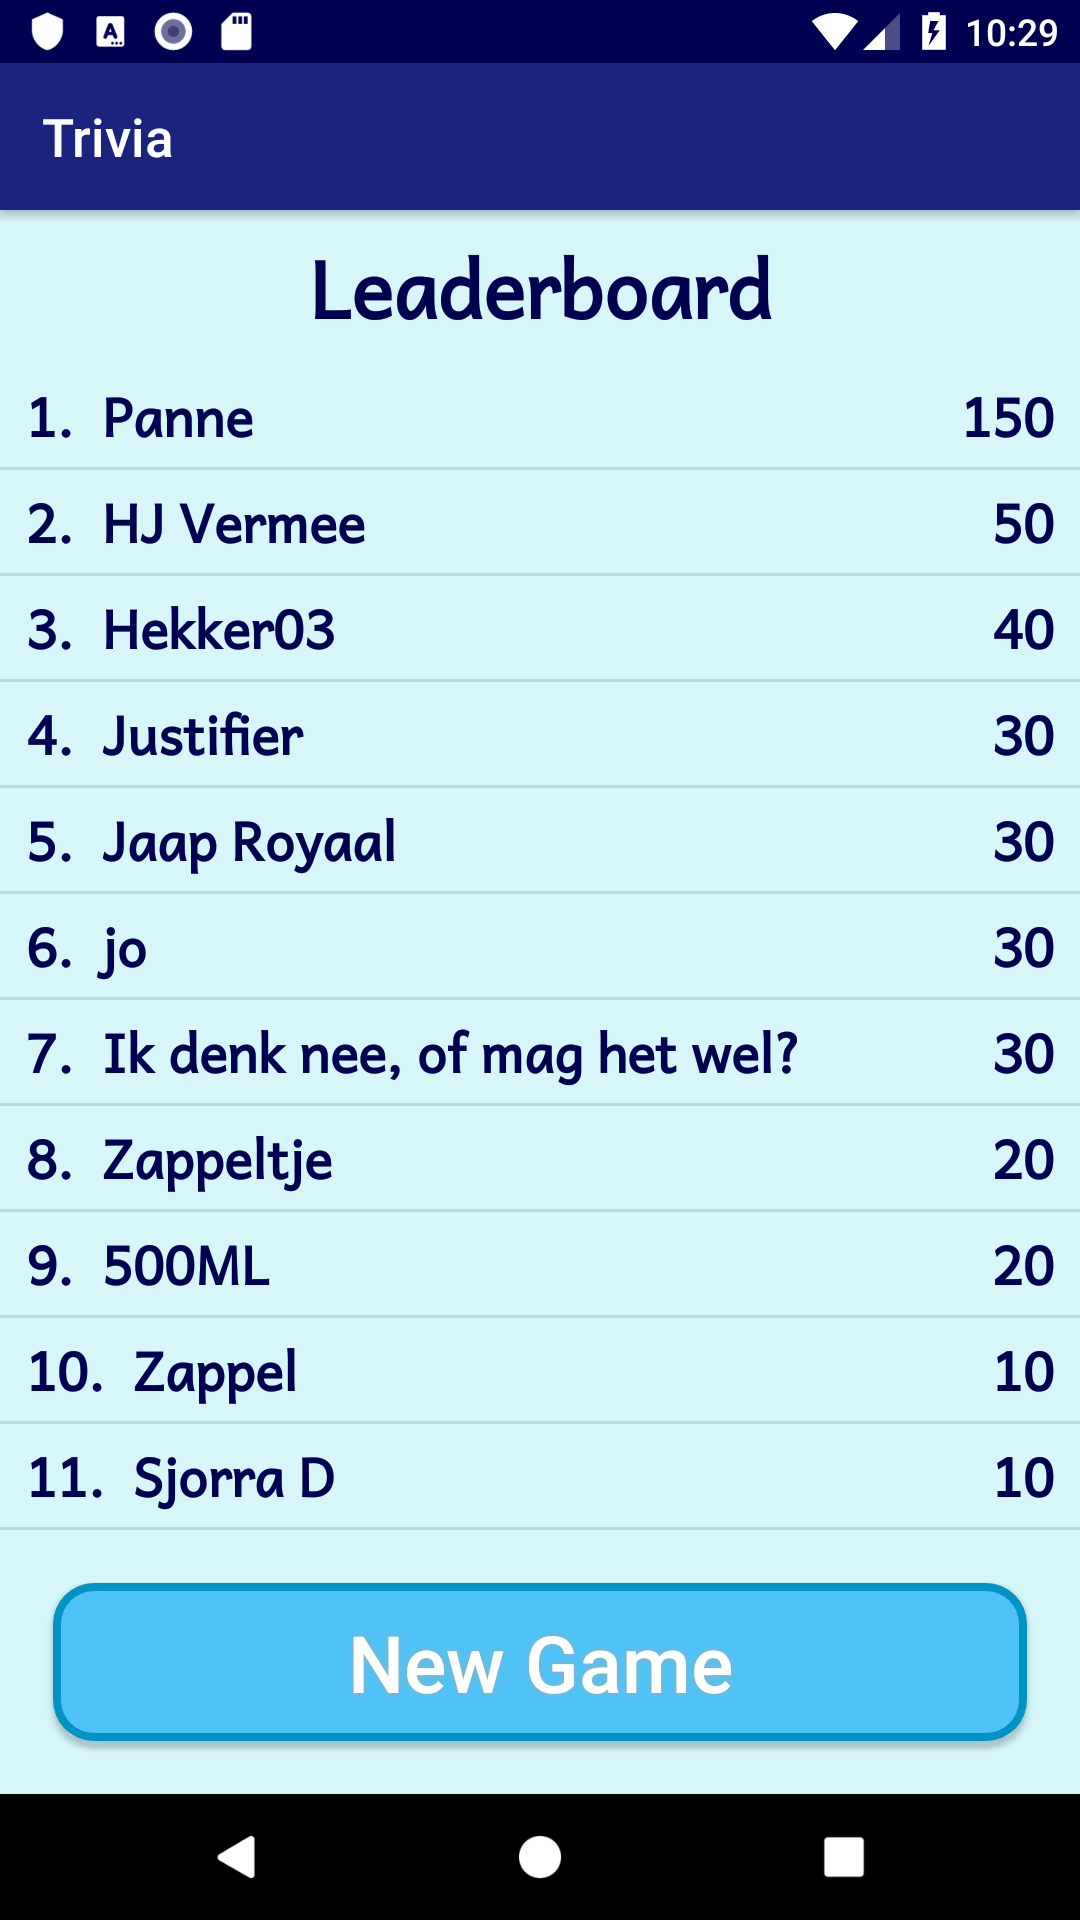 10:29
Trivia
Leaderboard
1. Panne 150
2. HJ Vermee 50
3. Hekker03 40
4. Justifier 30
5. Jaap Royaal 30
6. jo 30
7. Ik denk nee, of mag het wel? 30
8. Zappeltje 20
9. 500ML 20
10. Zappel 10
11. Sjorra D 10
New Game